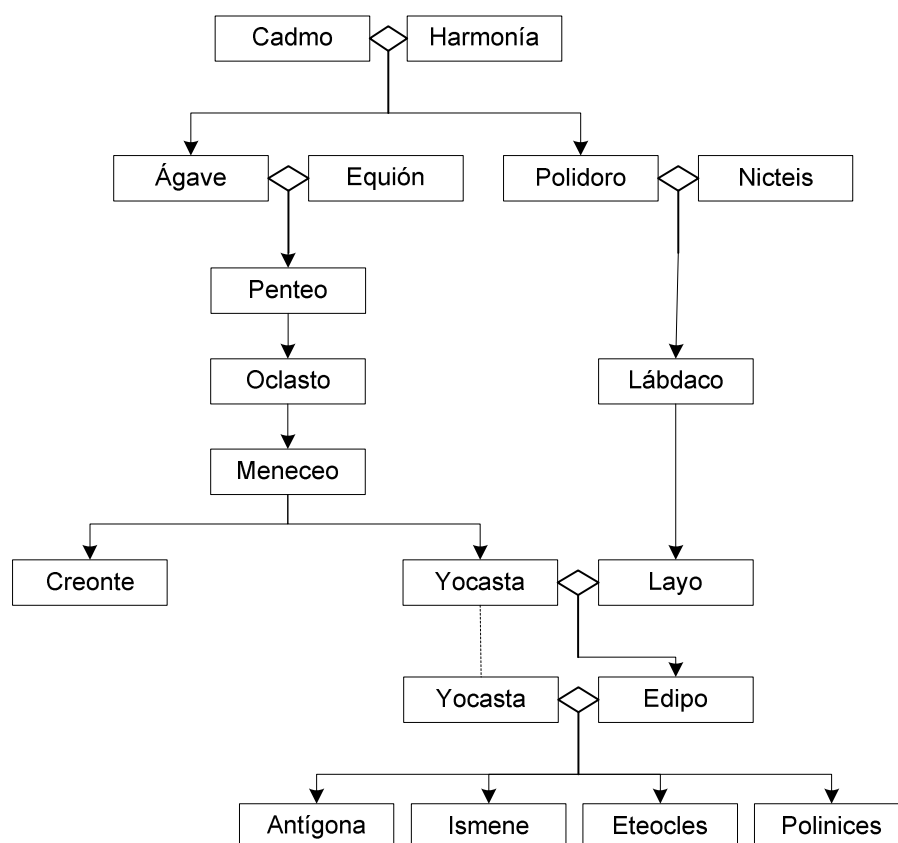 Cadmo Harmonía
Ágave Equión Polidoro Nicteis
Penteo
Oclasto Lábdaco
Meneceo
Creonte Yocasta Layo
Yocasta Edipo
Antígona Ismene Eteocles Polinices